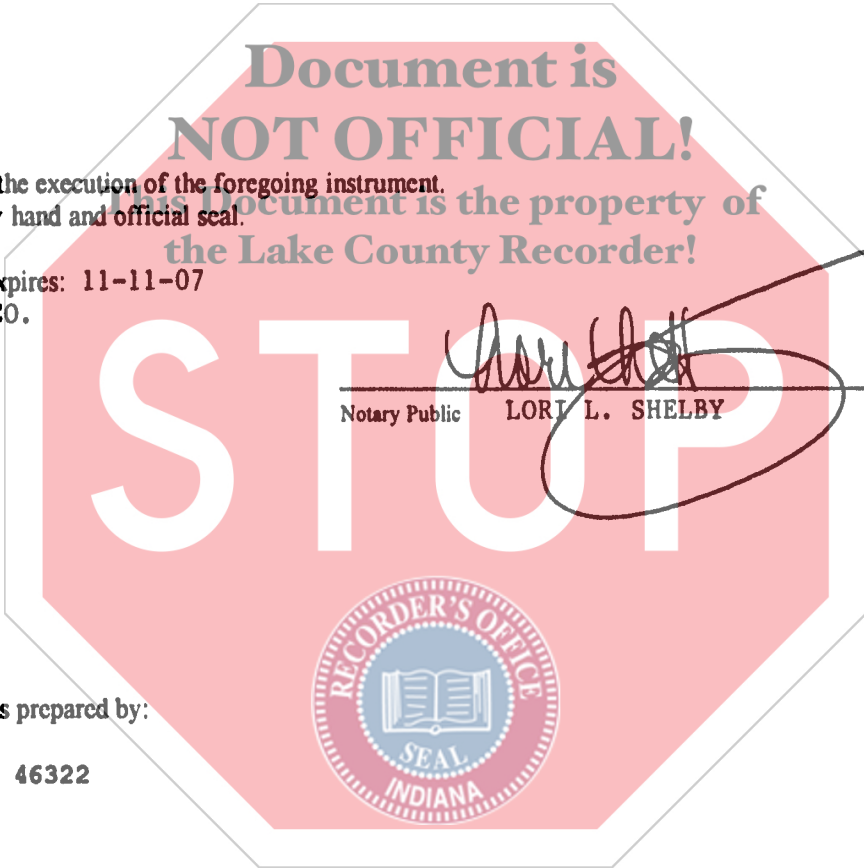 Document is
NOT OFFICIAL!
the execution of the foregoing instrument.
This Document is the property of
hand and official seal.
the Lake County Recorder!
xpires: 11-11-07
O.
STOP
Notary Public LORI L. SHELBY
RECORDER'S OFFICE
SEAL
INDIANA
s prepared by:
46322